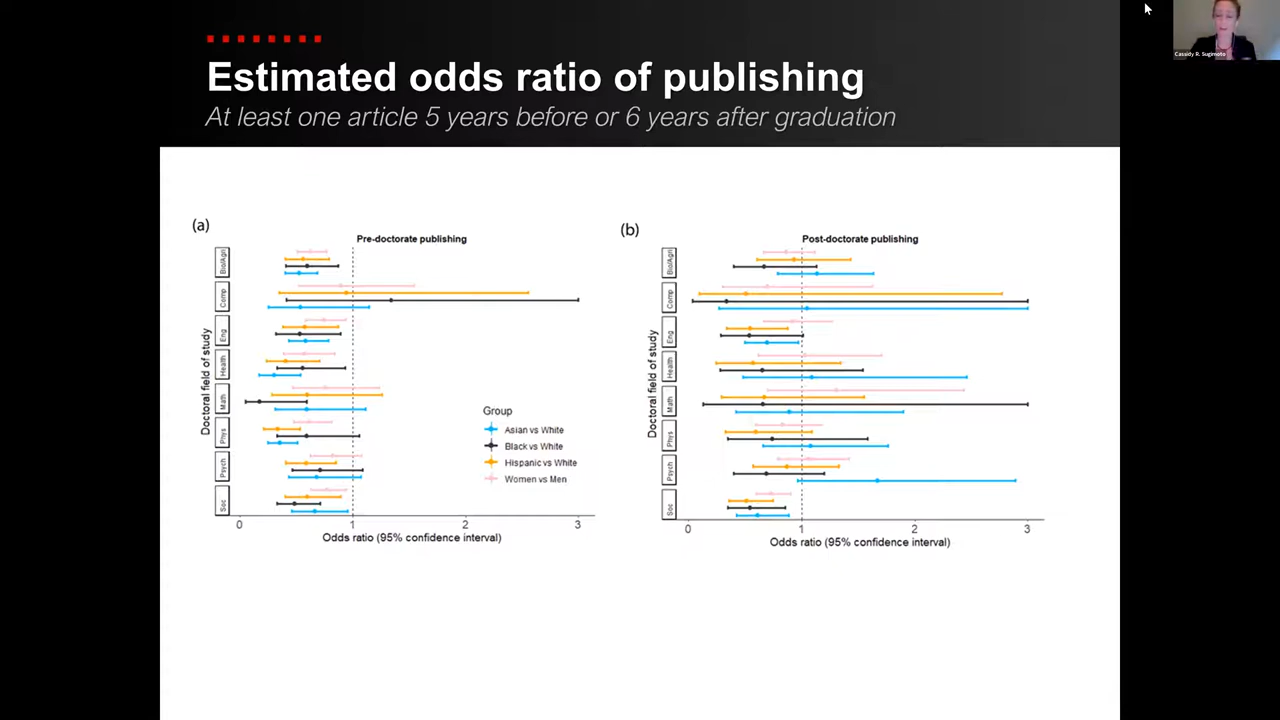 Cassidy R. Sugimoto
Estimated odds ratio of publishing
At least one article 5 years before or 6 years after graduation
(a)
Pre-doctorate publishing
Doctoral field of study
Bio/Agri
Comp
Eng
Health
Math
Phys
Psych
Soc
Group
Asian vs White
Black vs White
Hispanic vs White
Women vs Men
0 1 2 3
Odds ratio (95% confidence interval)
(b)
Post-doctorate publishing
Doctoral field of study
Bio/Agri
Comp
Eng
Health
Math
Phys
Psych
Soc
0 1 2 3
Odds ratio (95% confidence interval)